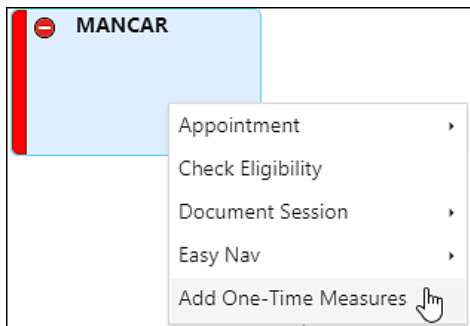 MANCAR
Appointment
Check Eligibility
Document Session
Easy Nav
Add One-Time Measures